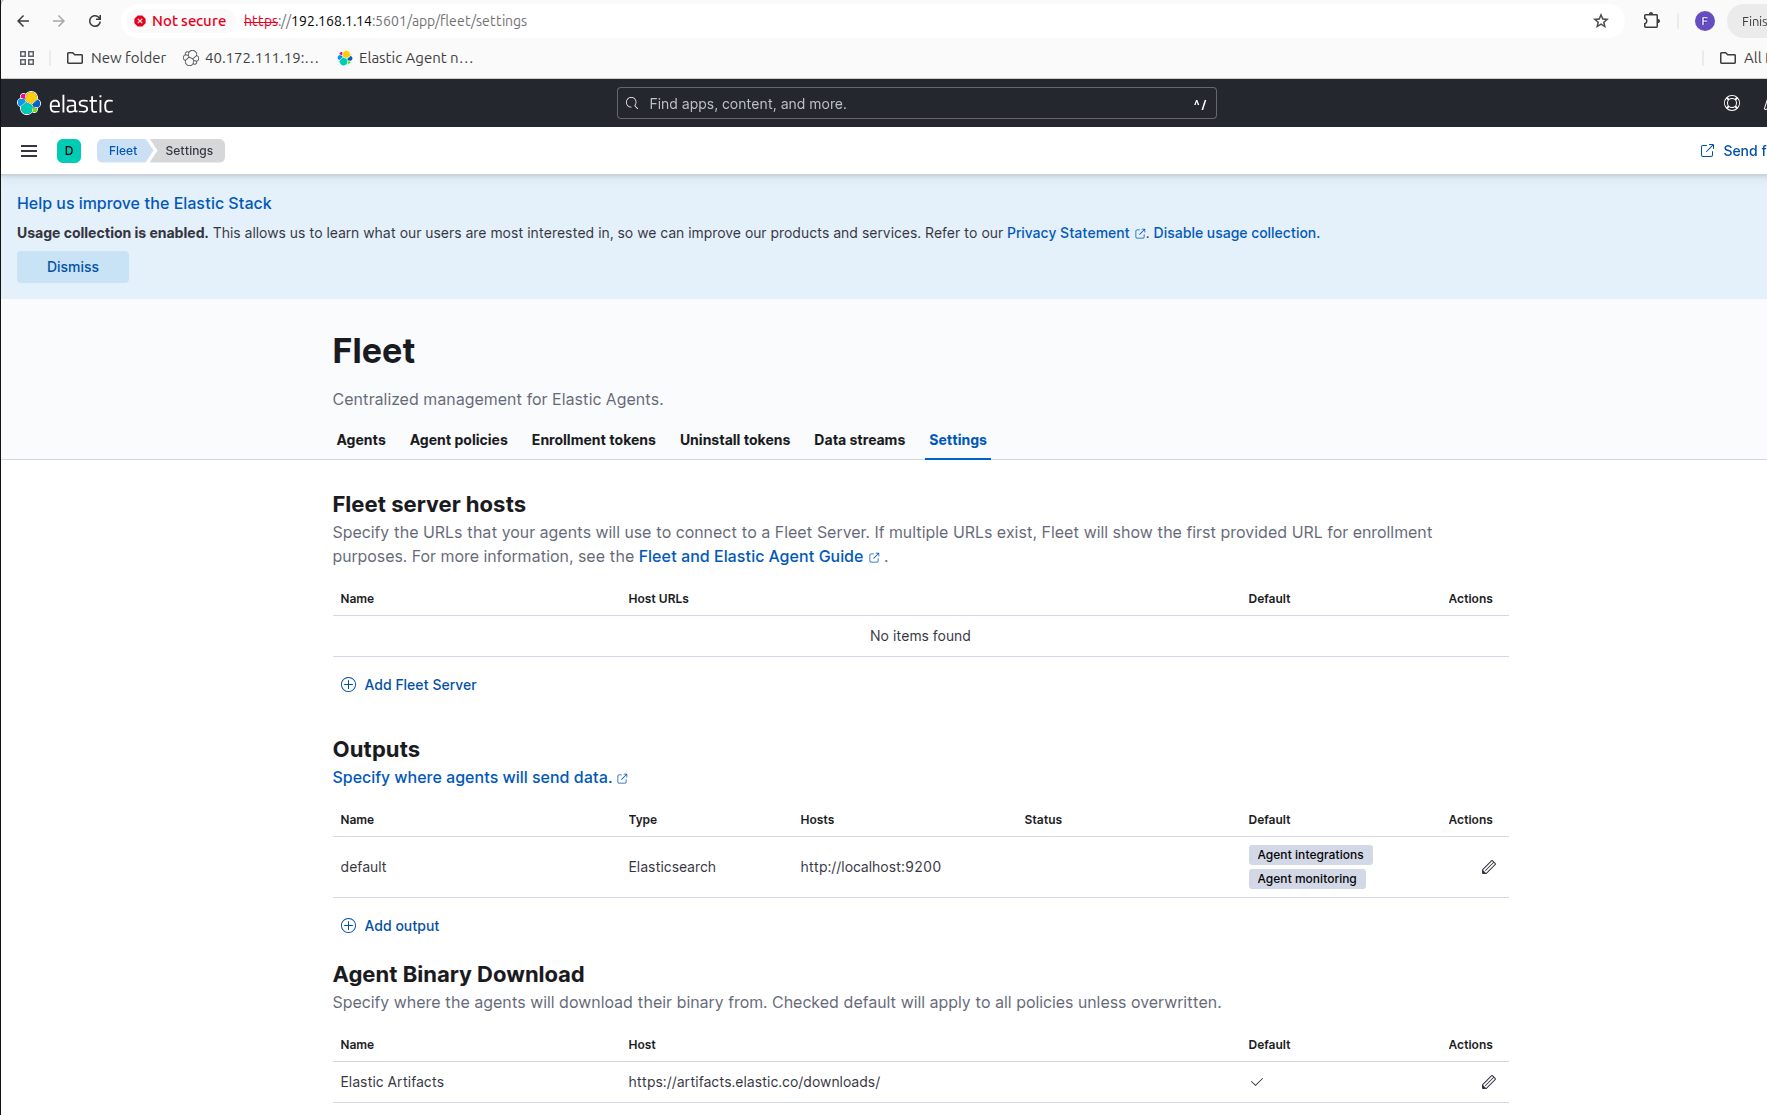 Not secure https://192.168.1.14:5601/app/fleet/settings F Finis
New folder 40.172.111.19:... Elastic Agent n... All
elastic Find apps, content, and more. ^/
D Fleet Settings Send f
Help us improve the Elastic Stack
Usage collection is enabled. This allows us to learn what our users are most interested in, so we can improve our products and services. Refer to our Privacy Statement. Disable usage collection.
Dismiss
Fleet
Centralized management for Elastic Agents.
Agents Agent policies Enrollment tokens Uninstall tokens Data streams Settings
Fleet server hosts
Specify the URLs that your agents will use to connect to a Fleet Server. If multiple URLs exist, Fleet will show the first provided URL for enrollment
purposes. For more information, see the Fleet and Elastic Agent Guide .
Name Host URLs Default Actions
No items found
Add Fleet Server
Outputs
Specify where agents will send data.
Name Type Hosts Status Default Actions
default Elasticsearch http://localhost:9200 Agent integrations
Agent monitoring
Add output
Agent Binary Download
Specify where the agents will download their binary from. Checked default will apply to all policies unless overwritten.
Name Host Default Actions
Elastic Artifacts https://artifacts.elastic.co/downloads/